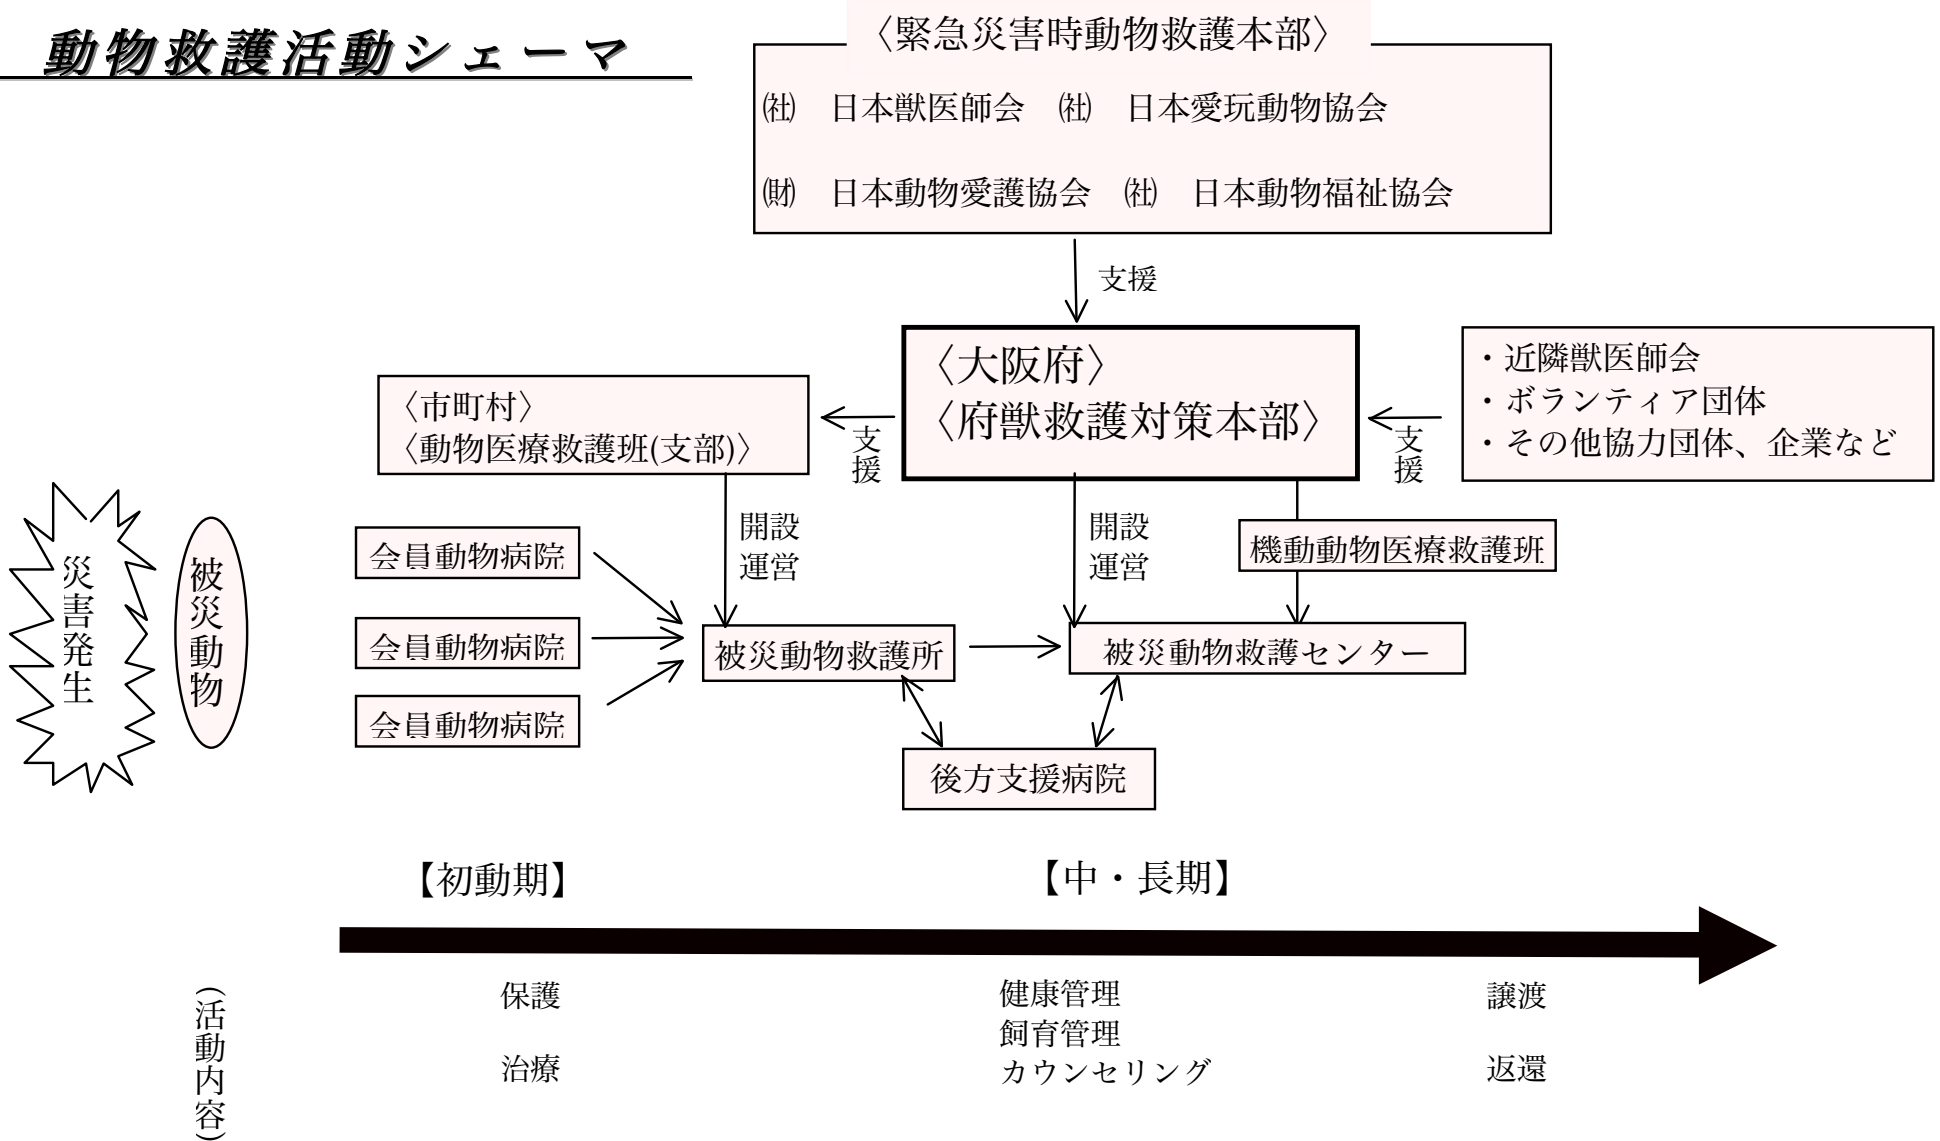 動物救護活動シェーマ
〈緊急災害時動物救護本部〉
㈳　日本獣医師会　㈳　日本愛玩動物協会
㈶　日本動物愛護協会　㈳　日本動物福祉協会
支援
〈大阪府〉
〈府獣救護対策本部〉
・近隣獣医師会
・ボランティア団体
・その他協力団体、企業など
支援
支援
〈市町村〉
〈動物医療救護班(支部)〉
開設
運営
開設
運営
機動動物医療救護班
災害発生
被災動物
会員動物病院
会員動物病院
会員動物病院
被災動物救護所
被災動物救護センター
後方支援病院
【初動期】
【中・長期】
(活動内容)
保護
治療
健康管理
飼育管理
カウンセリング
譲渡
返還